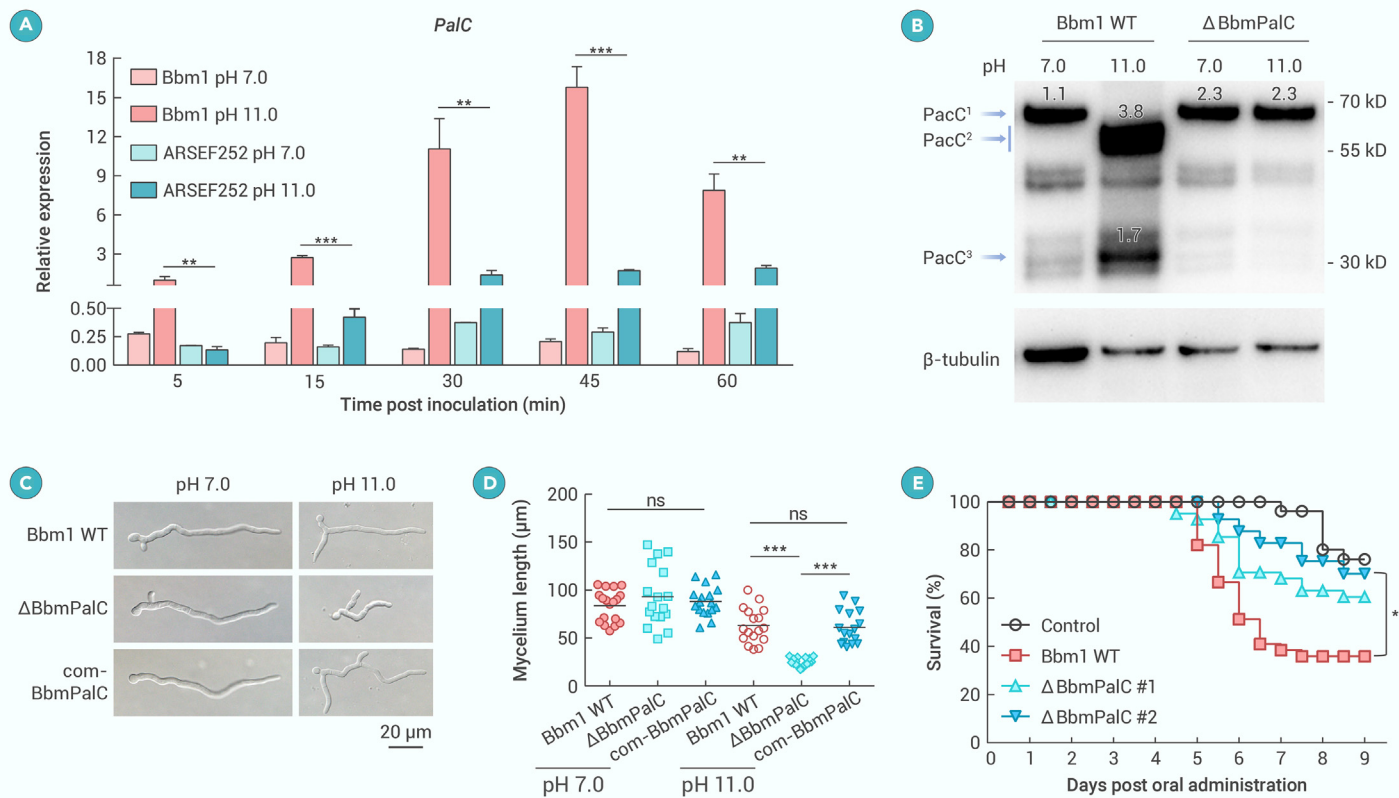 A
PalC
Relative expression
18
15
12
9
6
3
0.50
0.25
0.00
Bbm1 pH 7.0
Bbm1 pH 11.0
ARSEF252 pH 7.0
ARSEF252 pH 11.0
**
***
**
***
**
5 15 30 45 60
Time post inoculation (min)
B
Bbm1 WT ΔBbmPalC
pH 7.0 11.0 7.0 11.0
1.1 3.8 2.3 2.3
1.7
PacC¹
PacC²
PacC³
70 kD
55 kD
30 kD
β-tubulin
C
pH 7.0 pH 11.0
Bbm1 WT
ΔBbmPalC
com-
BbmPalC
20 μm
D
Mycelium length (μm)
200
150
100
50
0
ns
ns
*** ***
Bbm1 WT ΔBbmPalC com-BbmPalC Bbm1 WT ΔBbmPalC com-BbmPalC
pH 7.0 pH 11.0
E
Survival (%)
100
80
60
40
20
0
Control
Bbm1 WT
ΔBbmPalC #1
ΔBbmPalC #2
*
0 1 2 3 4 5 6 7 8 9
Days post oral administration